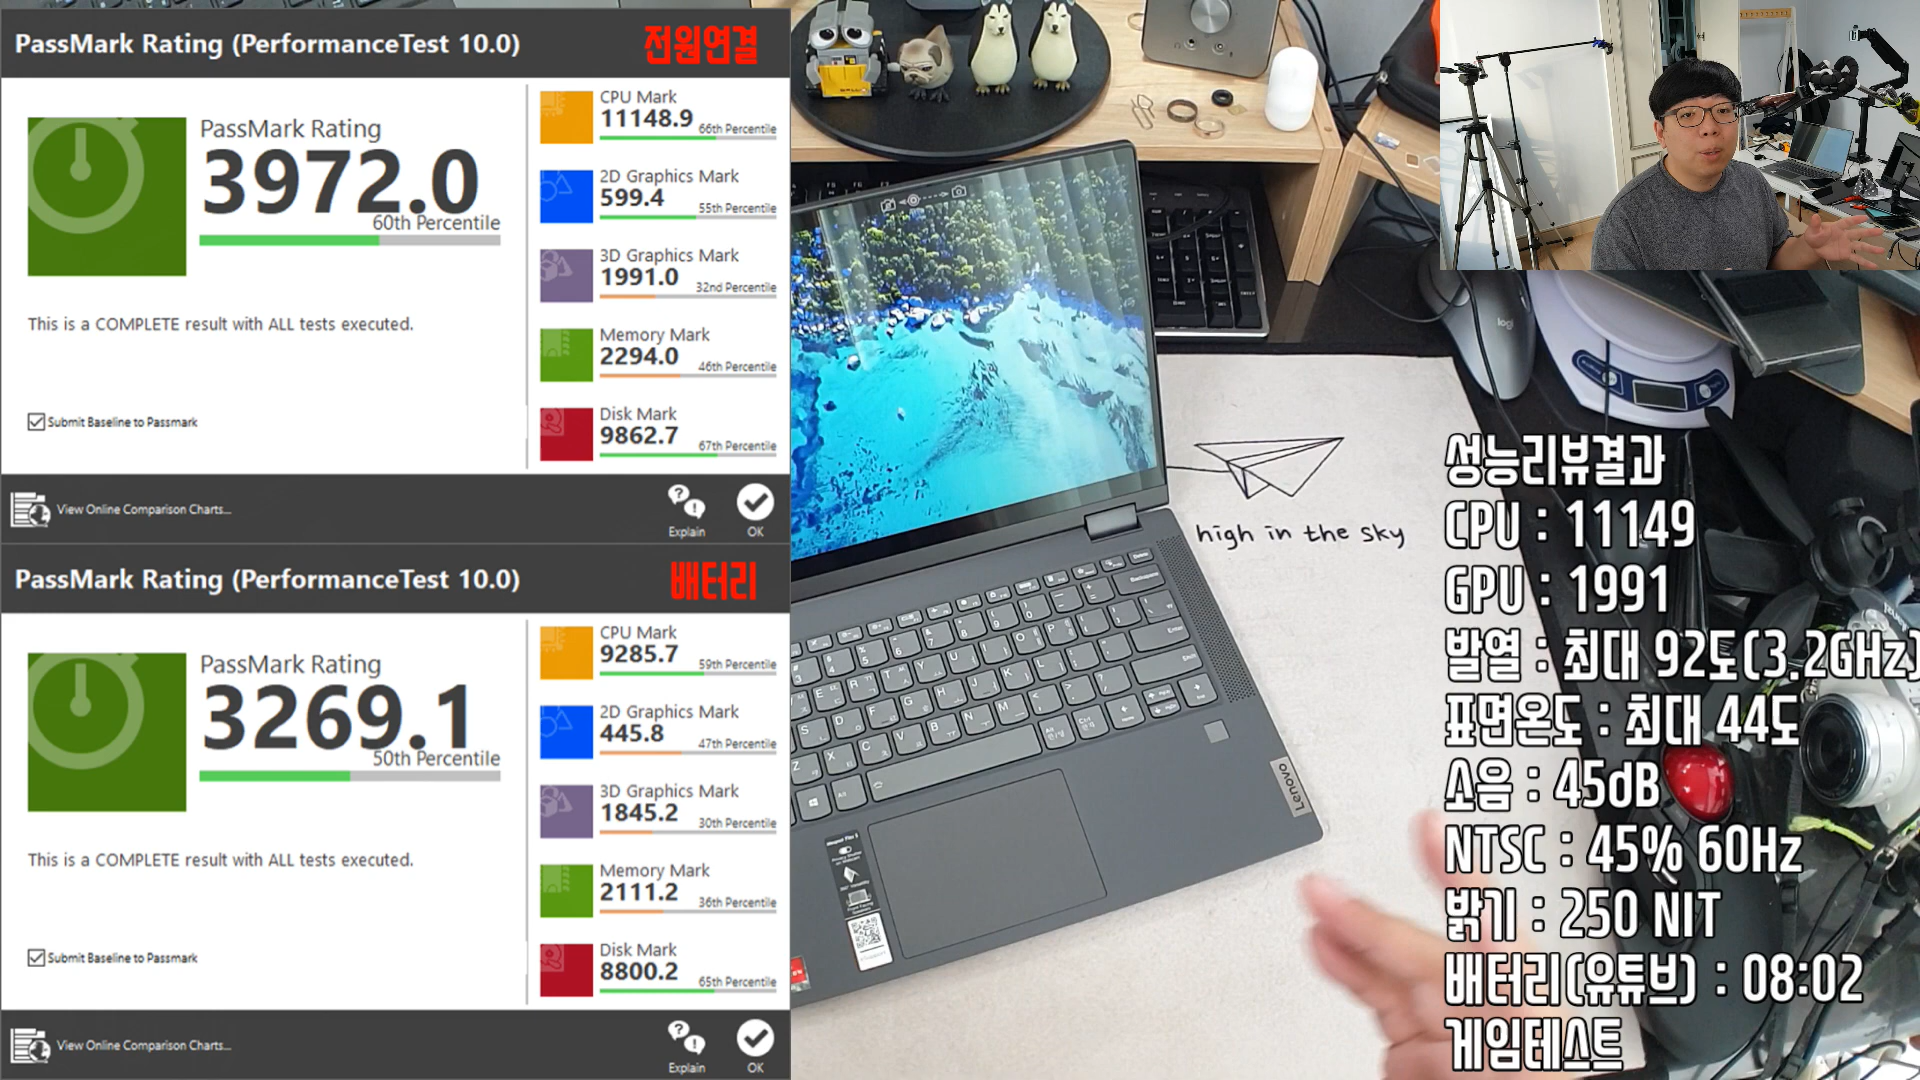 PassMark Rating (PerformanceTest 10.0)
전원연결
PassMark Rating
3972.0
60th Percentile
This is a COMPLETE result with ALL tests executed.
Submit Baseline to Passmark
CPU Mark
11148.9
66th Percentile
2D Graphics Mark
599.4
55th Percentile
3D Graphics Mark
1991.0
32nd Percentile
Memory Mark
2294.0
46th Percentile
Disk Mark
9862.7
67th Percentile
View Online Comparison Charts...
Explain
OK
PassMark Rating (PerformanceTest 10.0)
배터리
PassMark Rating
3269.1
50th Percentile
This is a COMPLETE result with ALL tests executed.
Submit Baseline to Passmark
CPU Mark
9285.7
59th Percentile
2D Graphics Mark
445.8
47th Percentile
3D Graphics Mark
1845.2
30th Percentile
Memory Mark
2111.2
36th Percentile
Disk Mark
8800.2
65th Percentile
View Online Comparison Charts...
Explain
OK
high in the sky
logi
Lenovo
성능리뷰결과
CPU : 11149
GPU : 1991
발열 : 최대 92도(3.2GHz)
표면온도 : 최대 44도
소음 : 45dB
NTSC : 45% 60Hz
밝기 : 250 NIT
배터리(유튜브) : 08:02
게임테스트